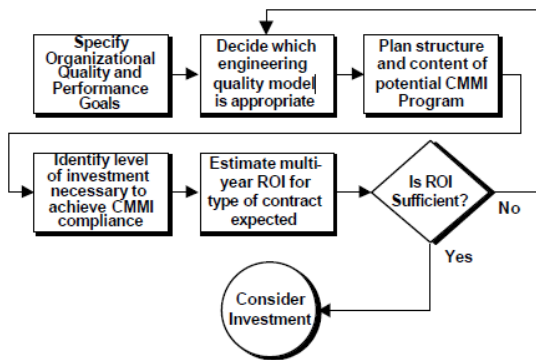 Specify
Organizational
Quality and
Performance
Goals
Decide which
engineering
quality model
is appropriate
Plan structure
and content of
potential CMMI
Program
Identify level
of investment
necessary to
achieve CMMI
compliance
Estimate multi-
year ROI for
type of contract
expected
Is ROI
Sufficient?
No
Yes
Consider
Investment